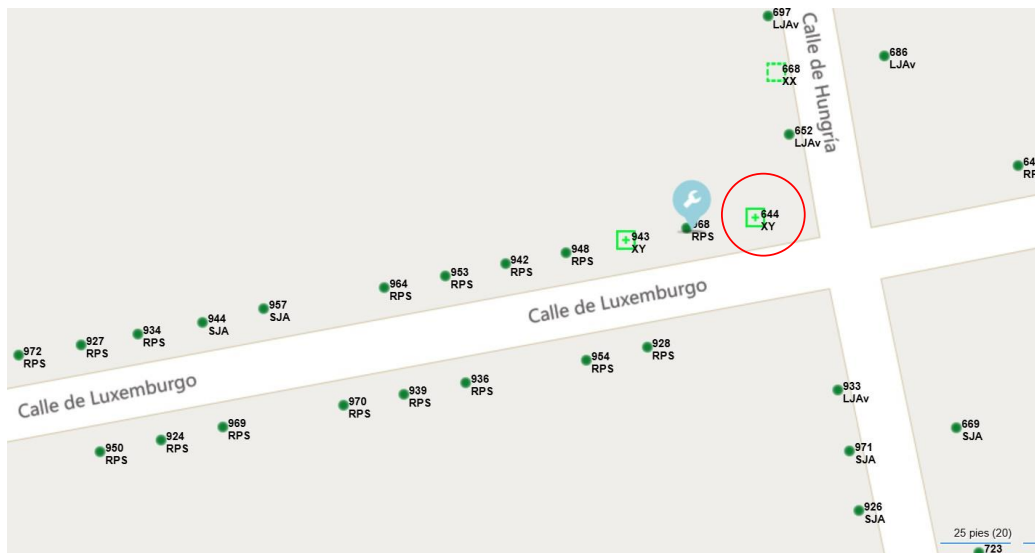 697
LJAv
Calle de Hungría
686
LJAv
668
XX
652
LJAv
644
XY
968
RPS
943
XY
948
RPS
942
RPS
953
RPS
964
RPS
957
SJA
944
SJA
934
RPS
927
RPS
972
RPS
Calle de Luxemburgo
Calle de Luxemburgo
928
RPS
954
RPS
936
RPS
939
RPS
970
RPS
969
RPS
924
RPS
950
RPS
933
LJAv
669
SJA
971
SJA
926
SJA
25 pies (20)
723